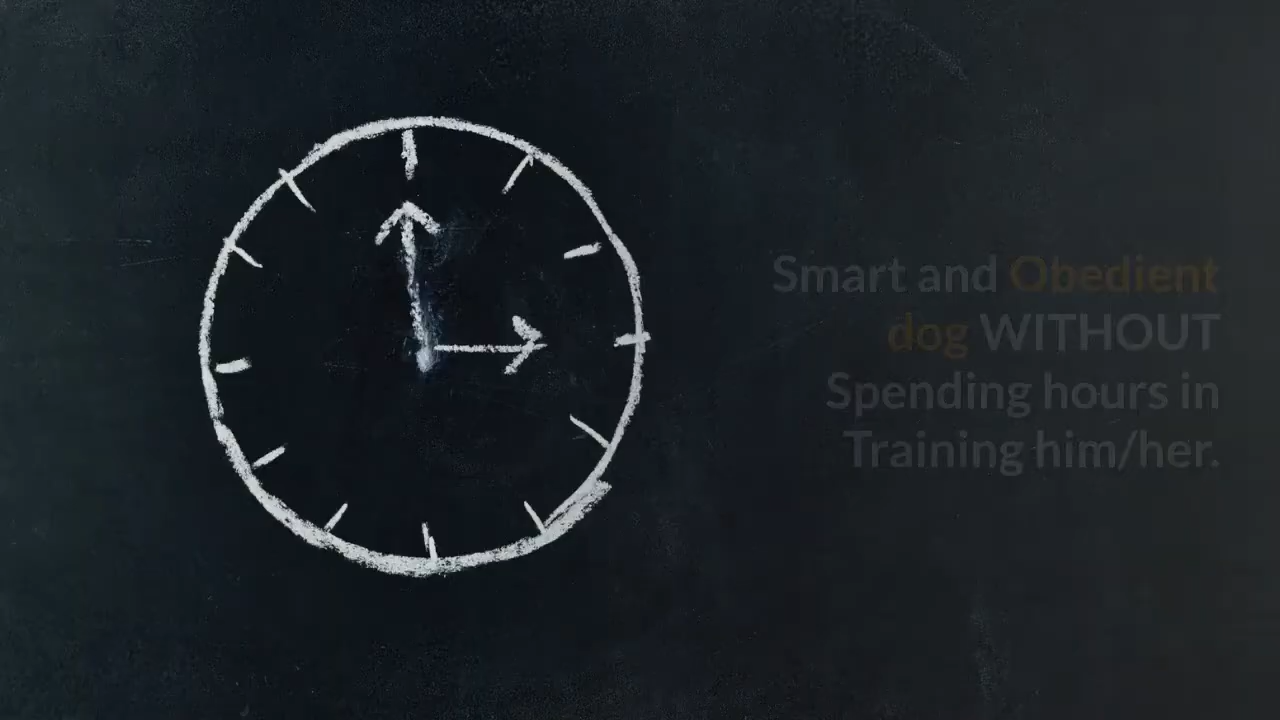 Smart and Obedient
dog WITHOUT
Spending hours in
Training him/her.